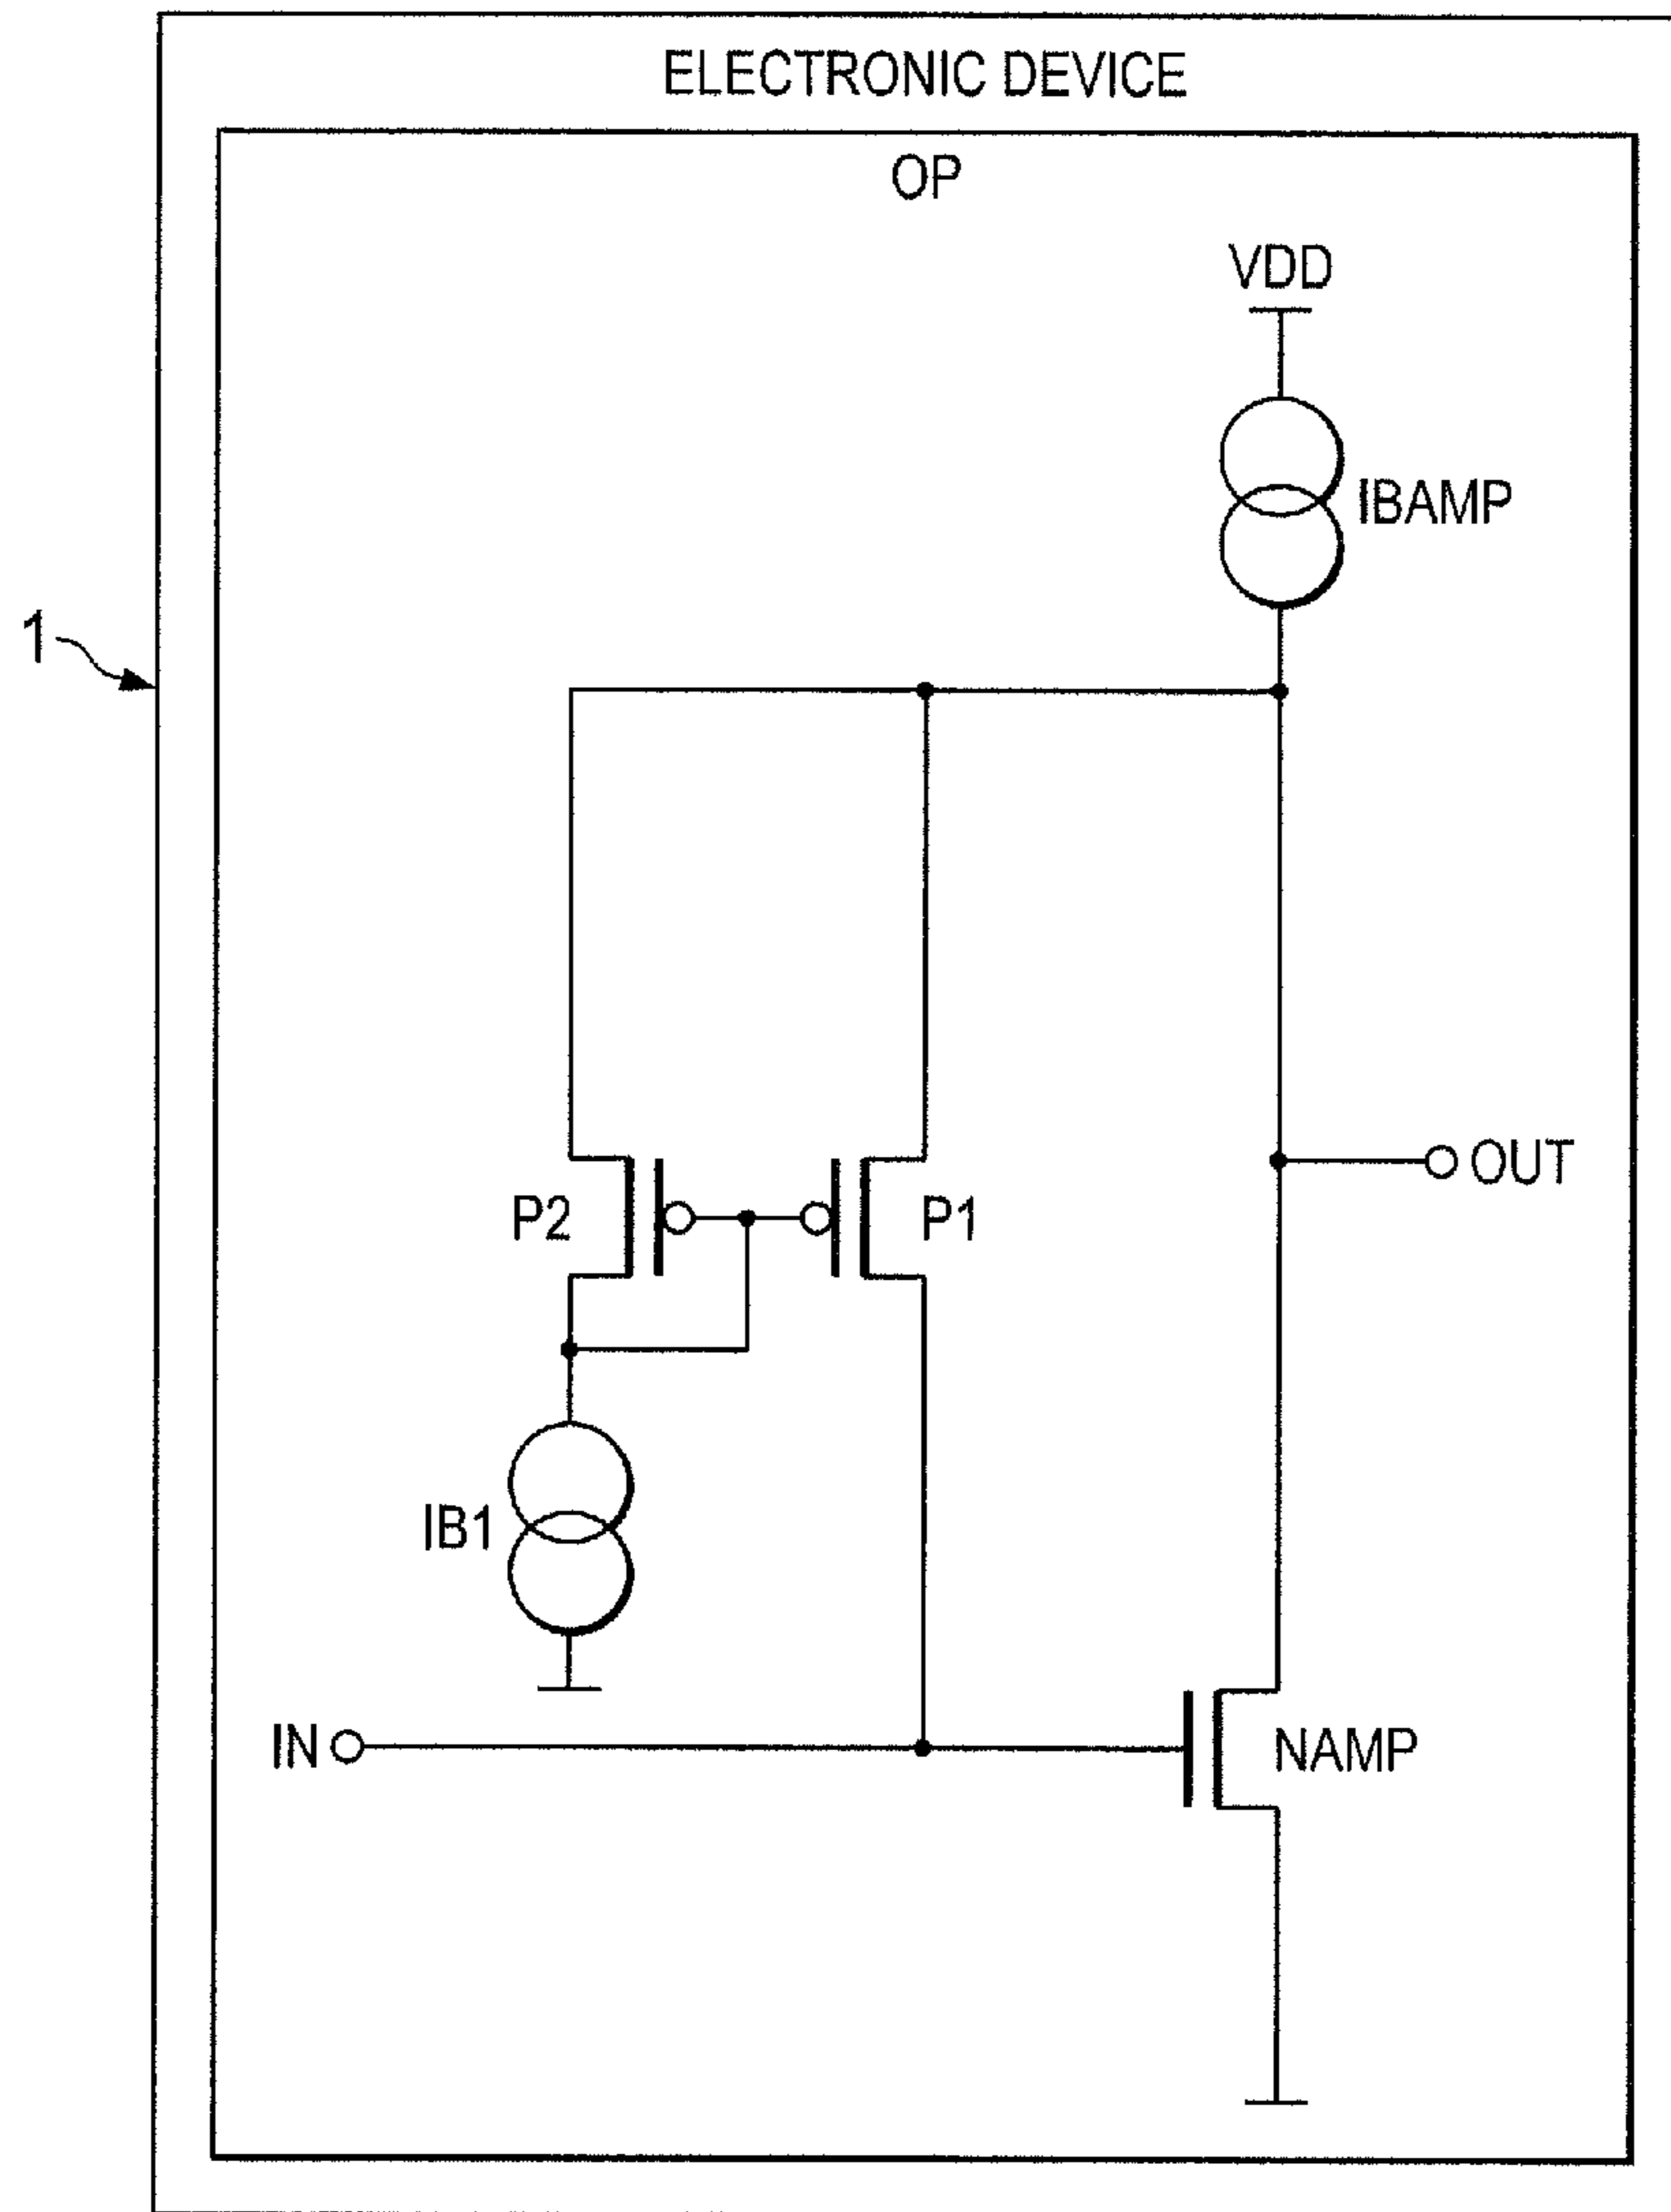 ELECTRONIC DEVICE
OP
VDD
IBAMP
1
OUT
P2
P1
IB1
IN
NAMP